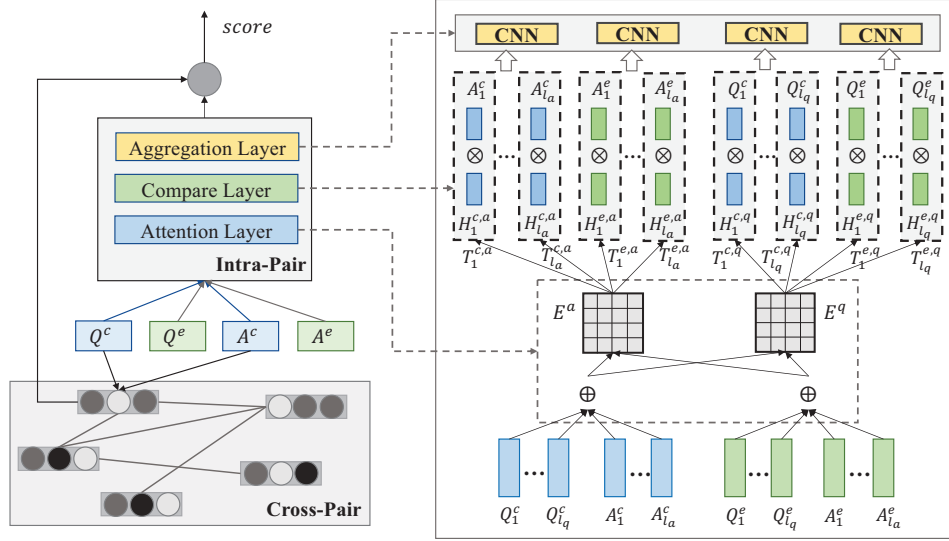 score
Aggregation Layer
Compare Layer
Attention Layer
Intra-Pair
Q^c Q^e A^c A^e
Cross-Pair
CNN CNN CNN CNN
A_1^c A_{l_a}^c A_1^e A_{l_a}^e Q_1^c Q_{l_q}^c Q_1^e Q_{l_q}^e
⊗ ... ⊗ ⊗ ... ⊗ ⊗ ... ⊗ ⊗ ... ⊗
H_1^{c,a} H_{l_a}^{c,a} H_1^{e,a} H_{l_a}^{e,a} H_1^{c,q} H_{l_q}^{c,q} H_1^{e,q} H_{l_q}^{e,q}
T_1^{c,a} T_{l_a}^{c,a} T_1^{e,a} T_{l_a}^{e,a} T_1^{c,q} T_{l_q}^{c,q} T_1^{e,q} T_{l_q}^{e,q}
E^a E^q
⊕ ⊕
... ... ... ...
Q_1^c Q_{l_q}^c A_1^c A_{l_a}^c Q_1^e Q_{l_q}^e A_1^e A_{l_a}^e